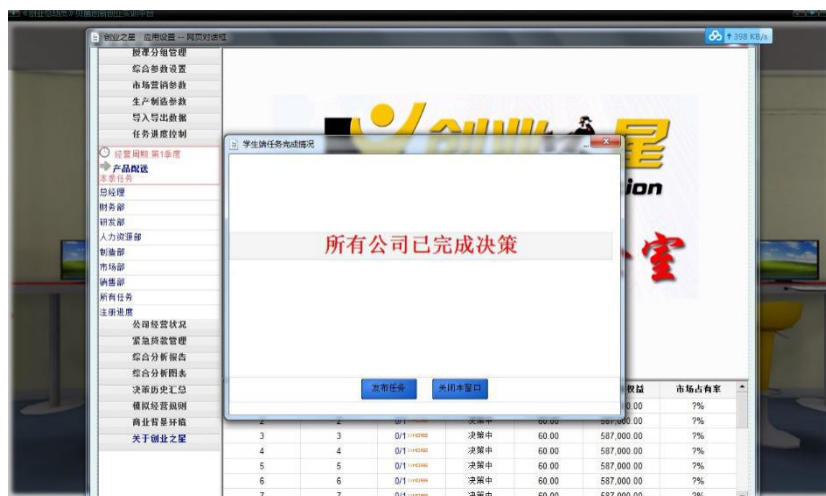 创业之星 应用设置 -- 网页对话框
398 KB/s
授课分组管理
综合参数设置
市场营销参数
生产制造参数
导入导出数据
任务进度控制
经营周期:第1季度
产品配送
本季任务
总经理
财务部
研发部
人力资源部
制造部
市场部
销售部
所有任务
注册进度
公司经营状况
紧急贷款管理
综合分析报告
综合分析图表
决策历史汇总
模拟经营规则
商业背景环境
关于创业之星
学生端任务完成情况
所有公司已完成决策
发布任务
关闭本窗口
ion
室
权益 市场占有率
?%
2 2 0/1 决策中 60.00 587,000.00 ?%
3 3 0/1 决策中 60.00 587,000.00 ?%
4 4 0/1 决策中 60.00 587,000.00 ?%
5 5 0/1 决策中 60.00 587,000.00 ?%
6 6 0/1 决策中 60.00 587,000.00 ?%
7 7 0/1 决策中 60.00 587,000.00 ?%